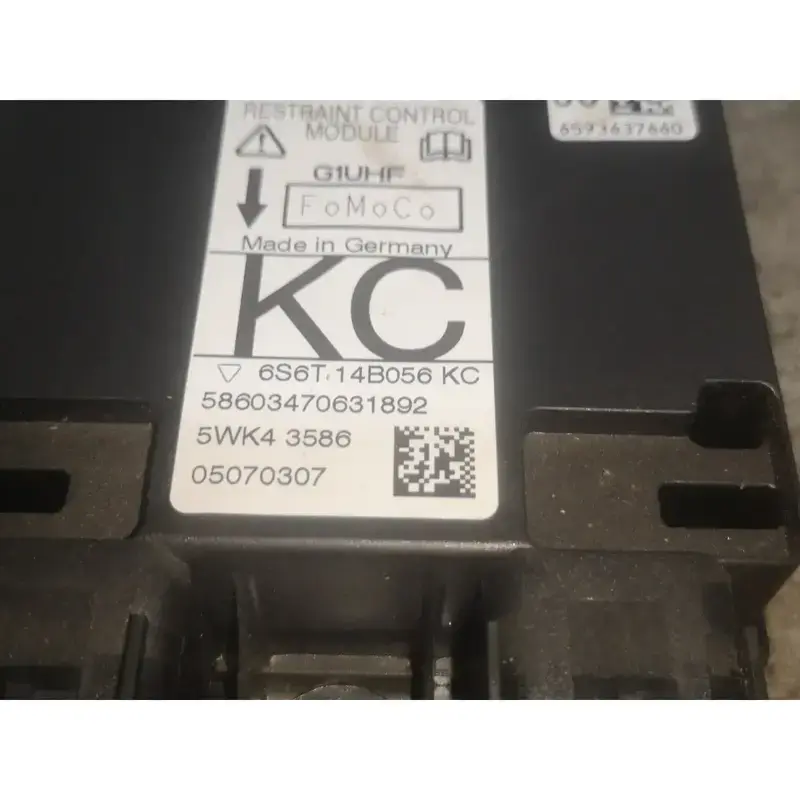 RESTRAINT CONTROL
MODULE
G1UHF
FoMoCo
Made in Germany
KC
6S6T 14B056 KC
58603470631892
5WK4 3586
05070307
6593637660